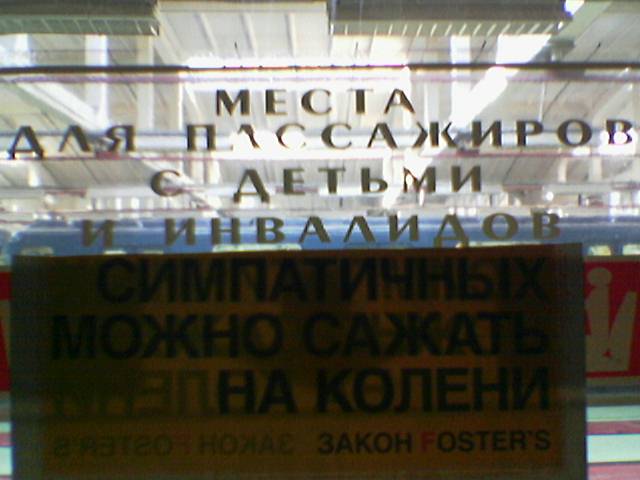 МЕСТА
ДЛЯ ПАССАЖИРОВ
С ДЕТЬМИ
И ИНВАЛИДОВ
СИМПАТИЧНЫХ
МОЖНО САЖАТЬ
НА КОЛЕНИ
ЗАКОН FOSTER'S